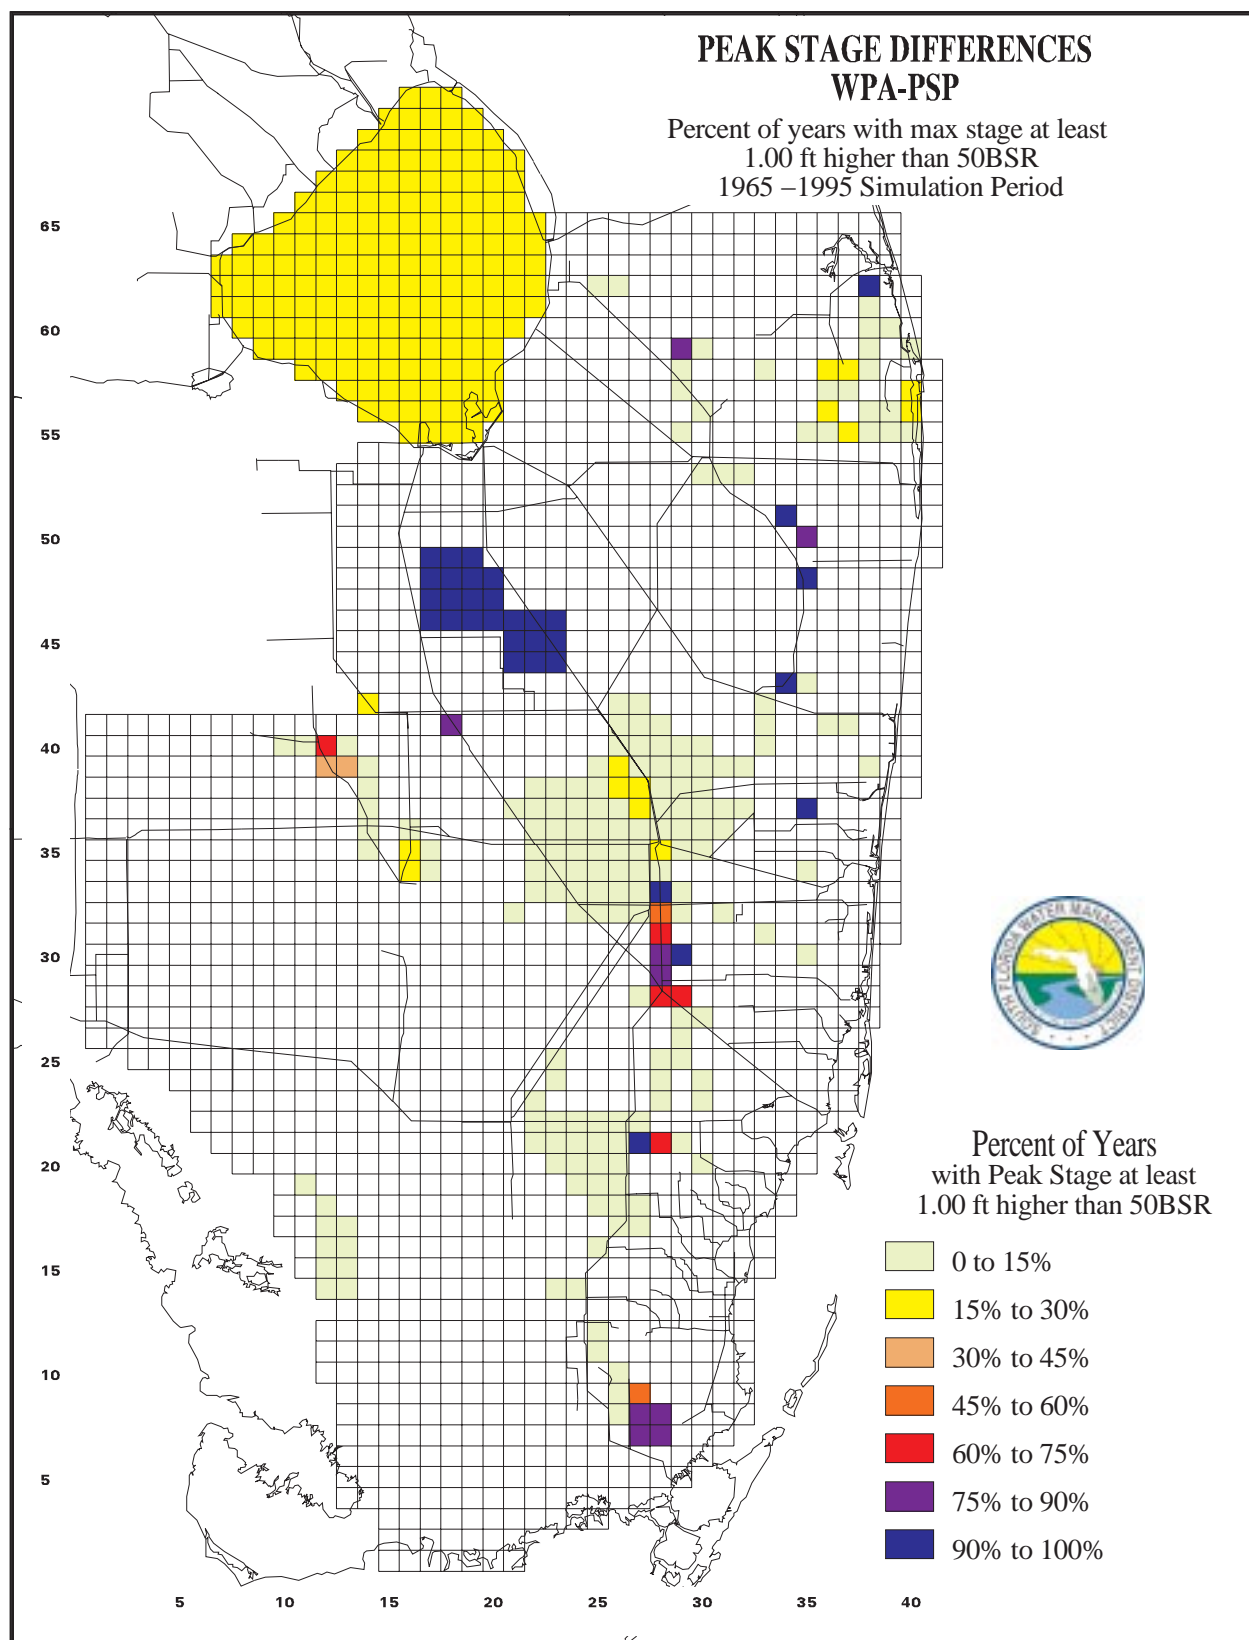 PEAK STAGE DIFFERENCES
WPA-PSP
Percent of years with max stage at least
1.00 ft higher than 50BSR
1965 –1995 Simulation Period
65
60
55
50
45
40
35
30
25
20
15
10
5
SOUTH FLORIDA WATER MANAGEMENT DISTRICT
Percent of Years
with Peak Stage at least
1.00 ft higher than 50BSR
0 to 15%
15% to 30%
30% to 45%
45% to 60%
60% to 75%
75% to 90%
90% to 100%
5 10 15 20 25 30 35 40
“